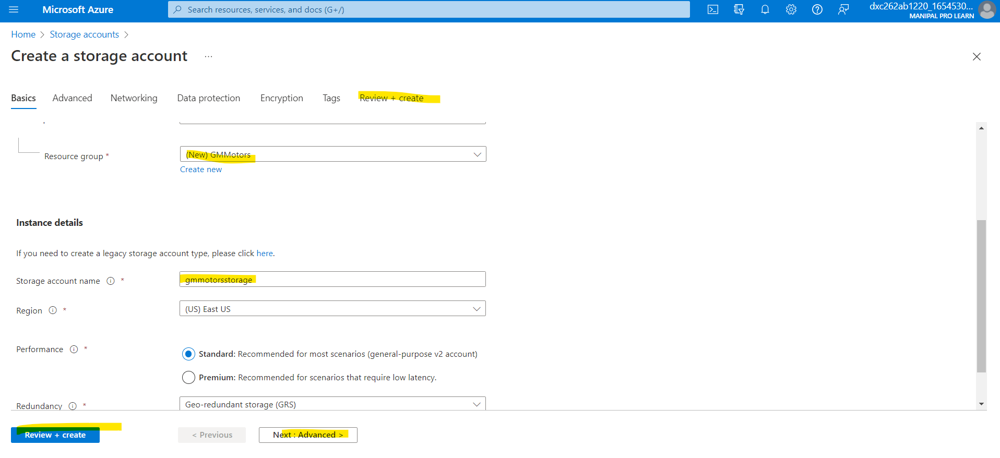 Microsoft Azure
Search resources, services, and docs (G+/)
dxc262ab1220_1654530...
MANIPAL PRO LEARN
Home > Storage accounts >
Create a storage account ...
Basics Advanced Networking Data protection Encryption Tags Review + create
Resource group * (New) GMMotors
Create new
Instance details
If you need to create a legacy storage account type, please click here.
Storage account name * gmmotorsstorage
Region * (US) East US
Performance * Standard: Recommended for most scenarios (general-purpose v2 account)
Premium: Recommended for scenarios that require low latency.
Redundancy * Geo-redundant storage (GRS)
Review + create < Previous Next : Advanced >